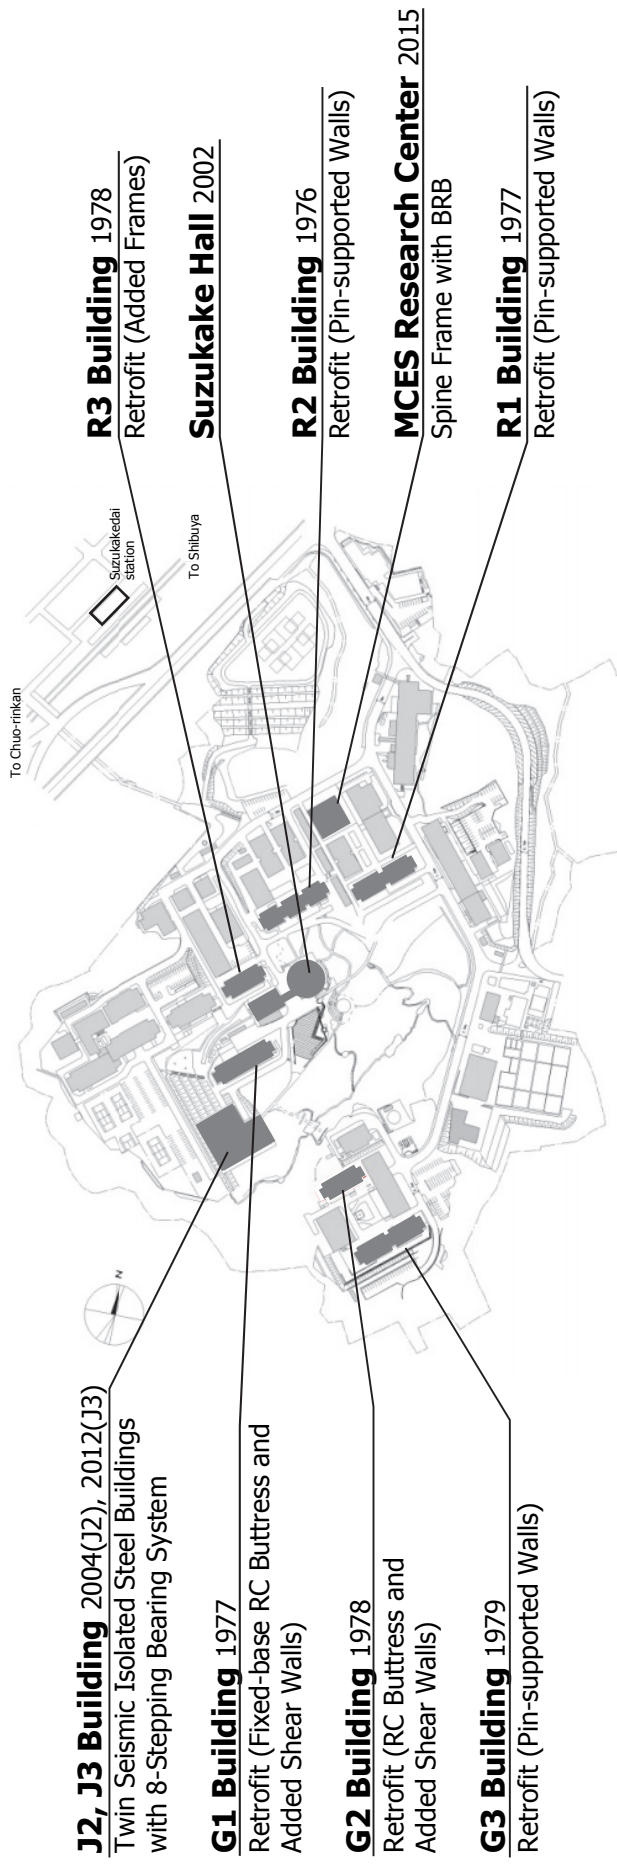 J2, J3 Building 2004(J2), 2012(J3)
Twin Seismic Isolated Steel Buildings
with 8-Stepping Bearing System
G1 Building 1977
Retrofit (Fixed-base RC Buttress and
Added Shear Walls)
G2 Building 1978
Retrofit (RC Buttress and
Added Shear Walls)
G3 Building 1979
Retrofit (Pin-supported Walls)
N
To Chuo-rinkan
Suzukakedai
station
To Shibuya
R3 Building 1978
Retrofit (Added Frames)
Suzukake Hall 2002
R2 Building 1976
Retrofit (Pin-supported Walls)
MCES Research Center 2015
Spine Frame with BRB
R1 Building 1977
Retrofit (Pin-supported Walls)